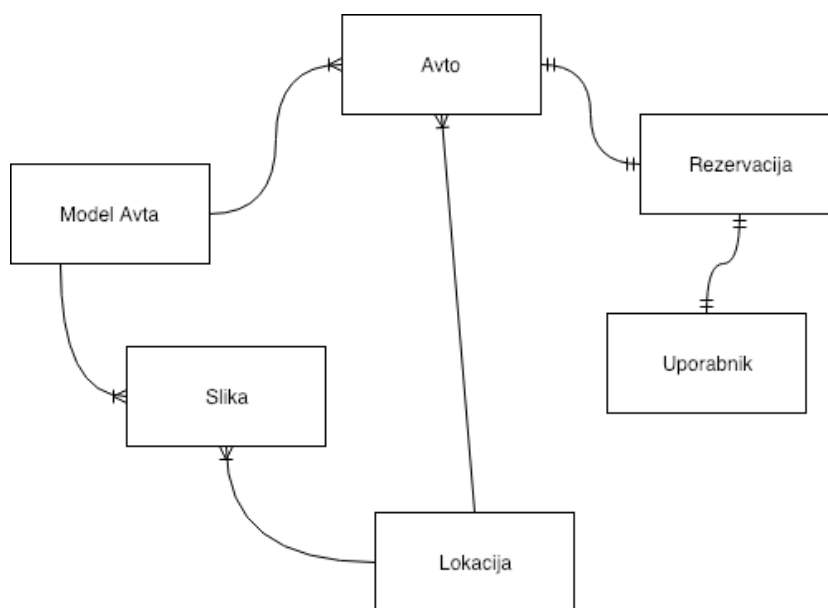 Avto
Rezervacija
Model Avta
Uporabnik
Slika
Lokacija